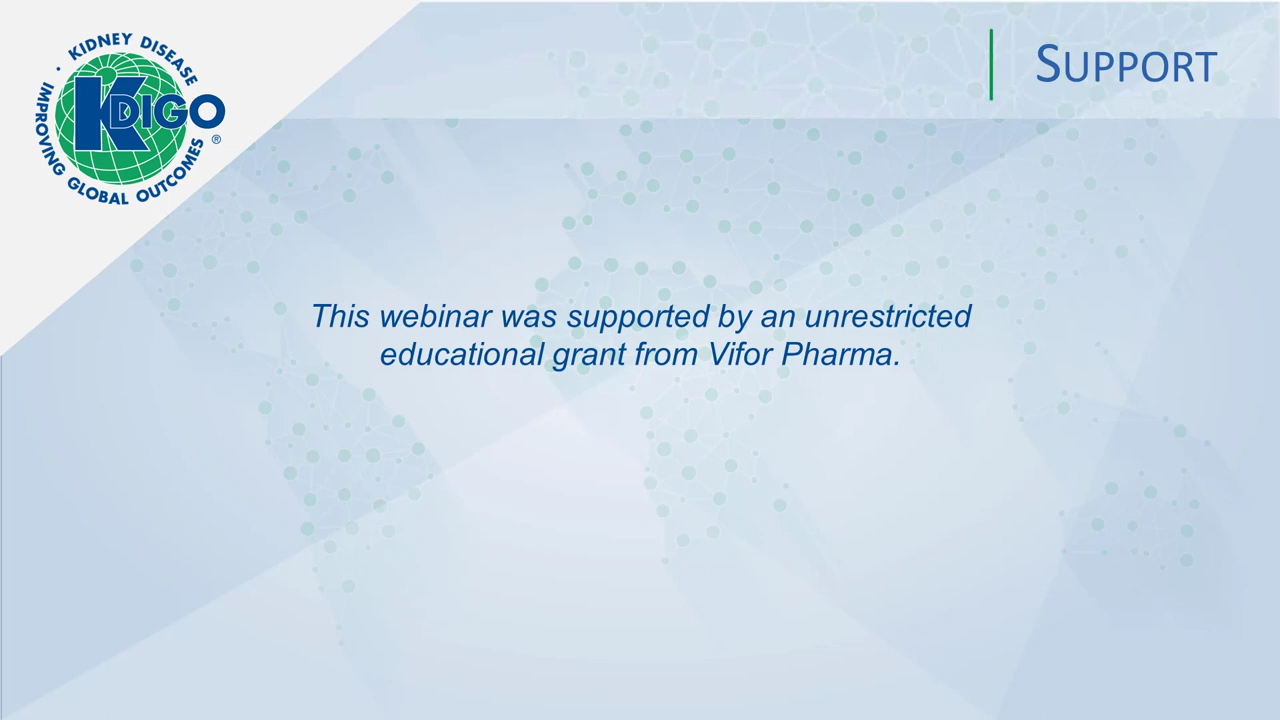 · KIDNEY DISEASE
IMPROVING GLOBAL OUTCOMES
KDIGO
®
SUPPORT
This webinar was supported by an unrestricted
educational grant from Vifor Pharma.